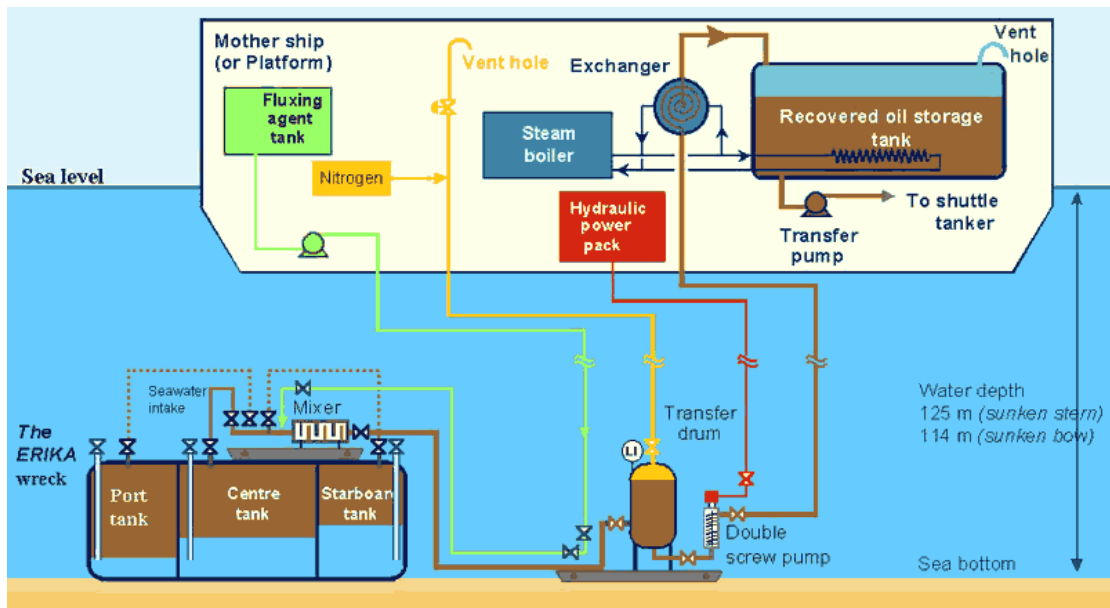 Mother ship
(or Platform)
Vent hole
Exchanger
Vent
hole
Fluxing
agent
tank
Steam
boiler
Recovered oil storage
tank
Sea level
Nitrogen
Hydraulic
power
pack
To shuttle
tanker
Transfer
pump
Seawater
intake
Mixer
Transfer
drum
Water depth
125 m (sunken stern)
114 m (sunken bow)
The
ERIKA
wreck
LI
Port
tank
Centre
tank
Starboard
tank
Double
screw pump
Sea bottom